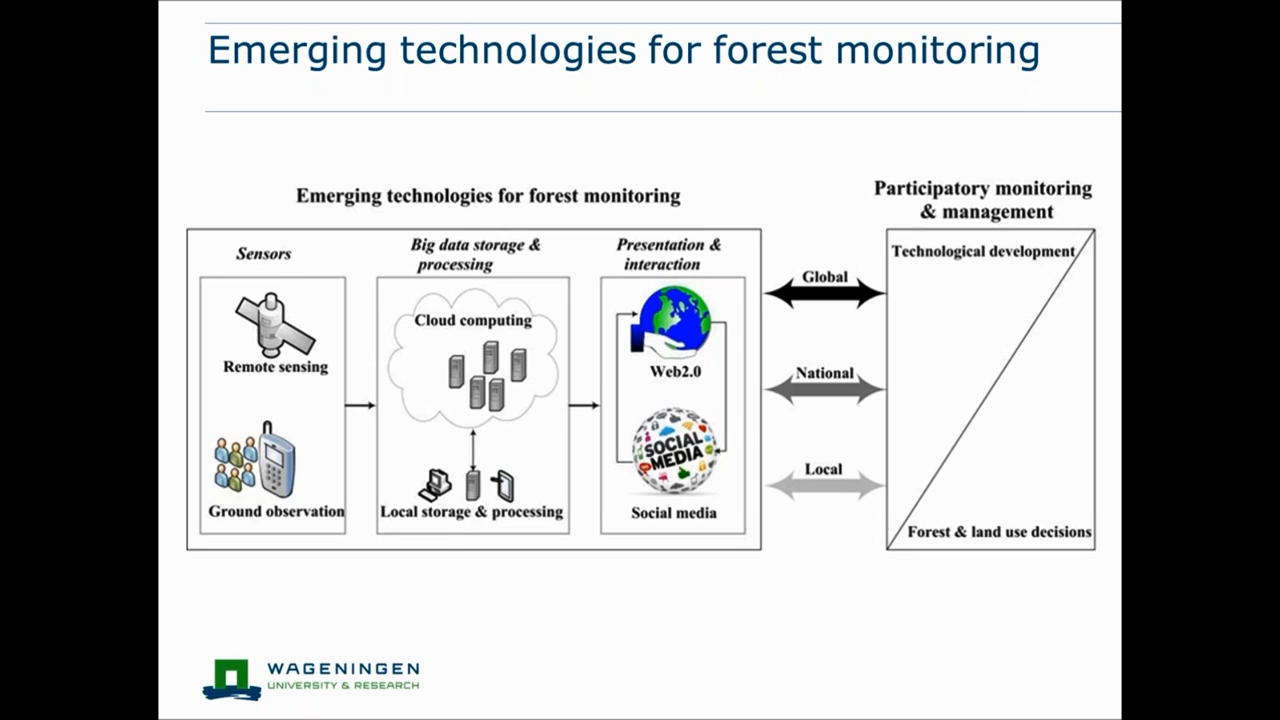 Emerging technologies for forest monitoring
Emerging technologies for forest monitoring
Participatory monitoring
& management
Sensors
Big data storage &
processing
Presentation &
interaction
Remote sensing
Ground observation
Cloud computing
Local storage & processing
Web2.0
SOCIAL
MEDIA
Social media
Global
National
Local
Technological development
Forest & land use decisions
WAGENINGEN
UNIVERSITY & RESEARCH